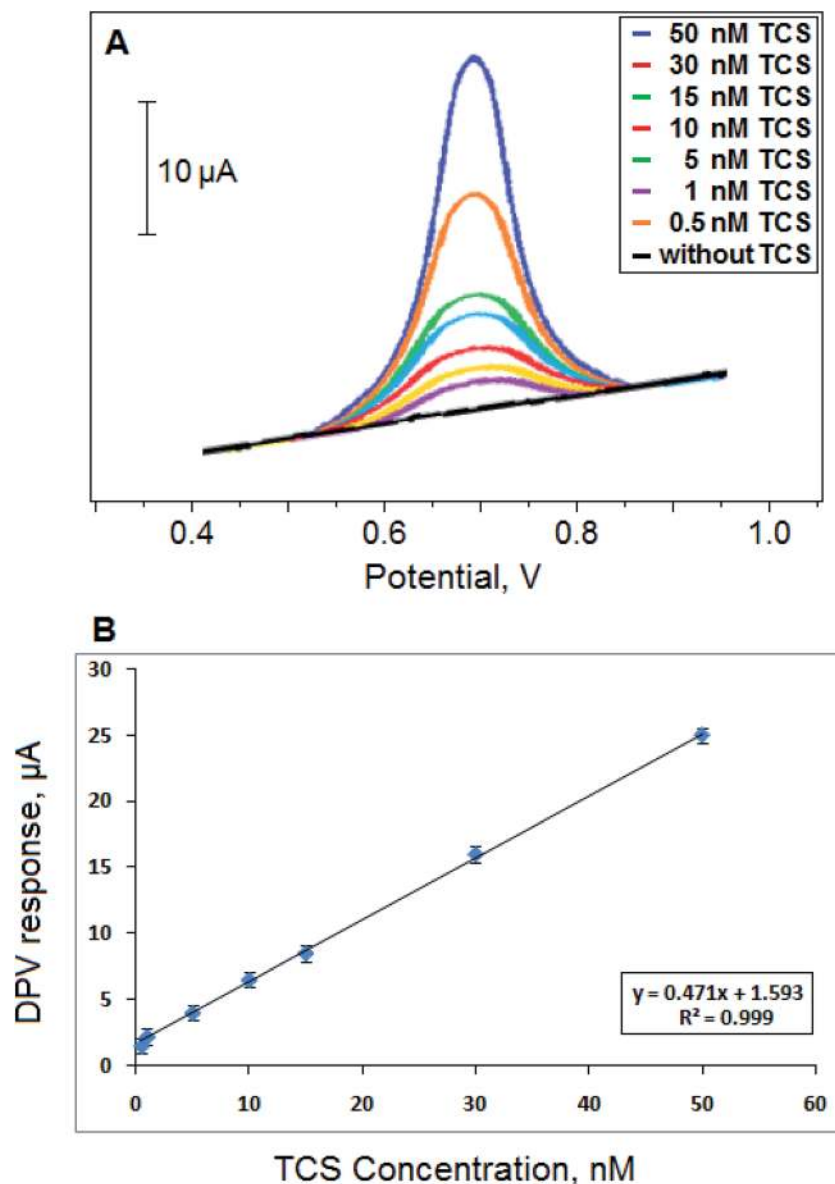 A
50 nM TCS
30 nM TCS
15 nM TCS
10 nM TCS
5 nM TCS
1 nM TCS
0.5 nM TCS
without TCS
10 µA
0.4 0.6 0.8 1.0
Potential, V
B
30
25
20
15
10
5
0
DPV response, µA
y = 0.471x + 1.593
R² = 0.999
0 10 20 30 40 50 60
TCS Concentration, nM